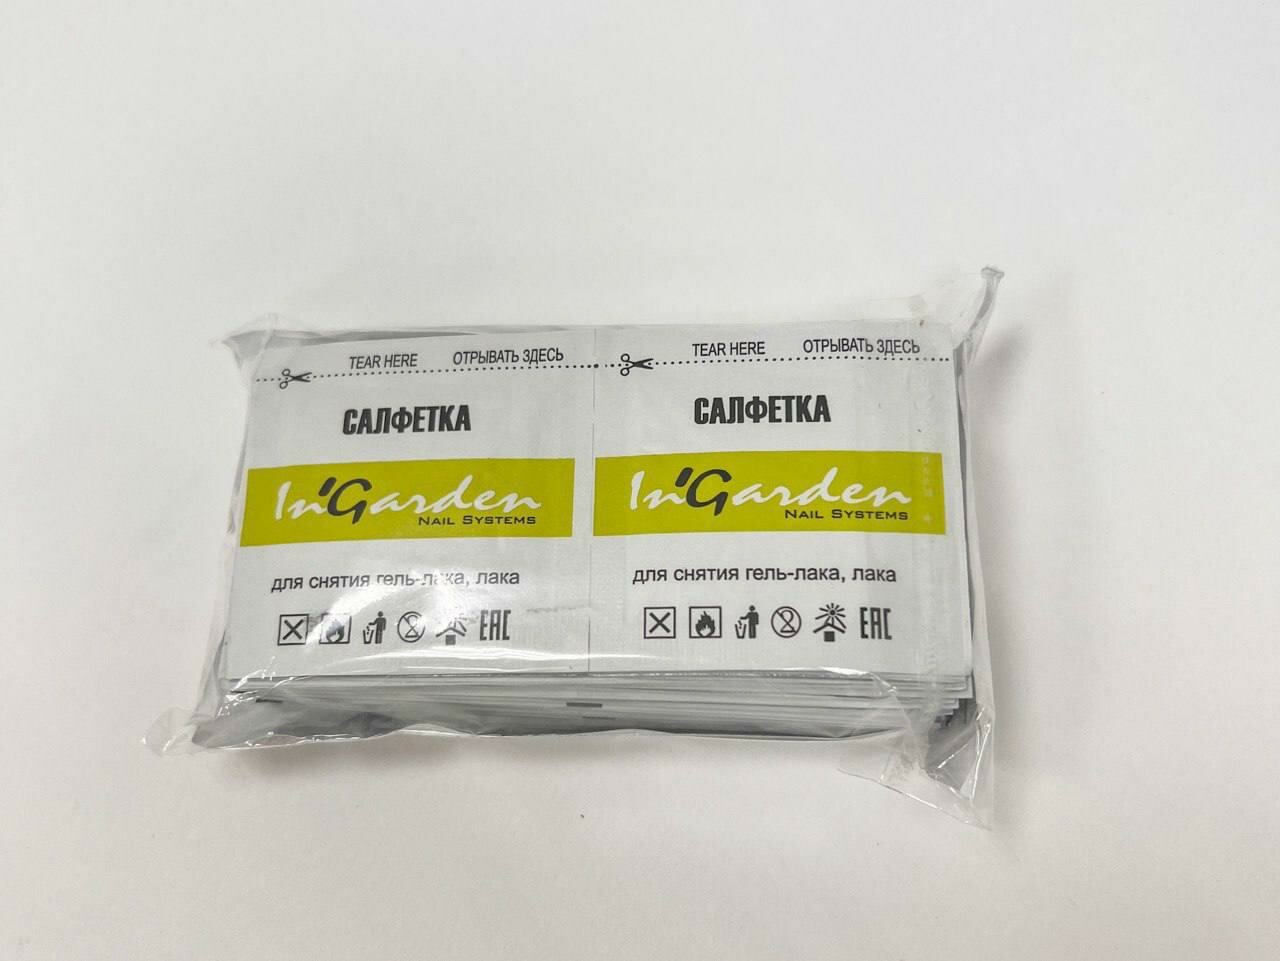 TEAR HERE ОТРЫВАТЬ ЗДЕСЬ
САЛФЕТКА
In'Garden
NAIL SYSTEMS
для снятия гель-лака, лака
EAC
TEAR HERE ОТРЫВАТЬ ЗДЕСЬ
САЛФЕТКА
In'Garden
NAIL SYSTEMS
для снятия гель-лака, лака
EAC